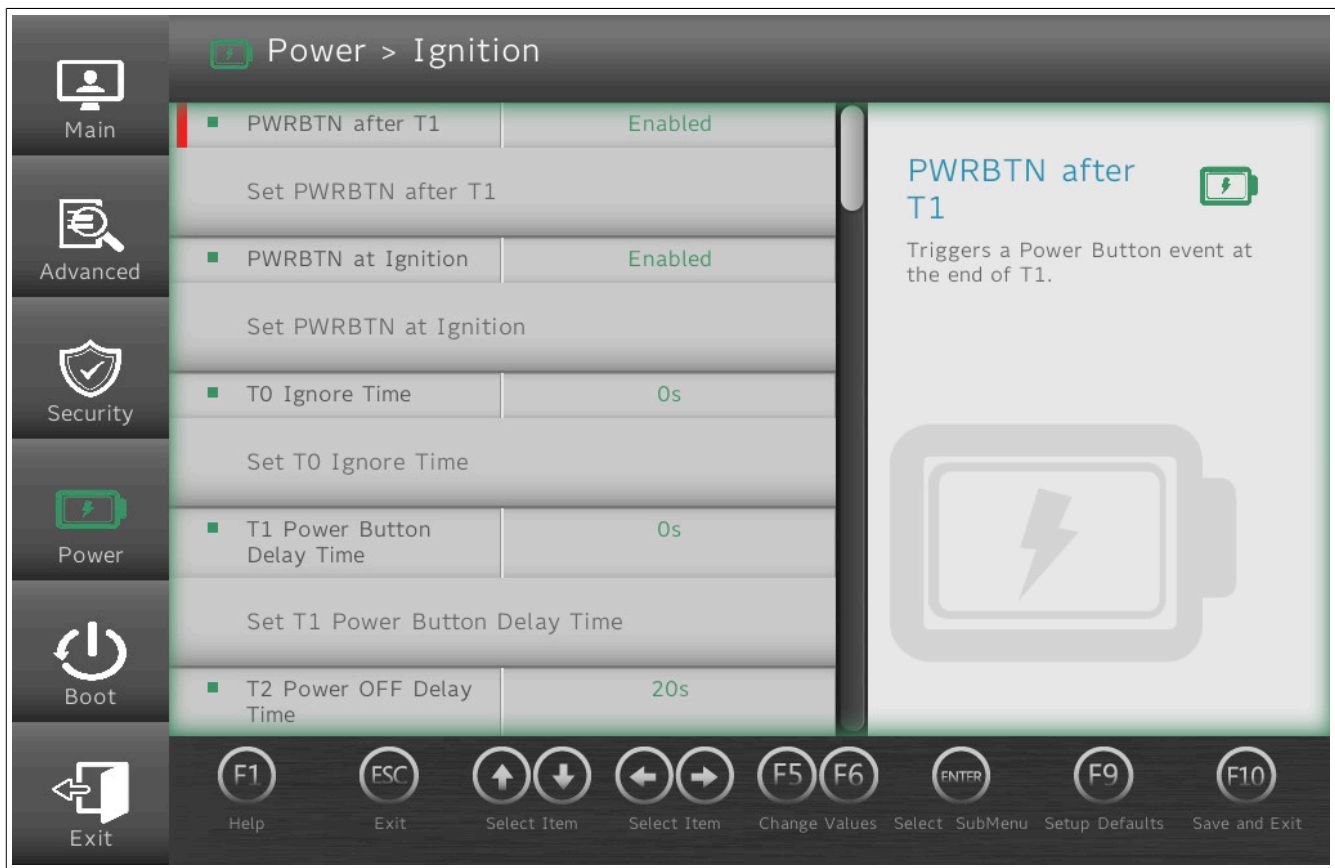 Power > Ignition
Main
Advanced
Security
Power
Boot
Exit
PWRBTN after T1
Enabled
Set PWRBTN after T1
PWRBTN at Ignition
Enabled
Set PWRBTN at Ignition
T0 Ignore Time
0s
Set T0 Ignore Time
T1 Power Button
Delay Time
0s
Set T1 Power Button Delay Time
T2 Power OFF Delay
Time
20s
PWRBTN after
T1
Triggers a Power Button event at
the end of T1.
F1
Help
ESC
Exit
Select Item
Select Item
F5 F6
Change Values
ENTER
Select SubMenu
F9
Setup Defaults
F10
Save and Exit